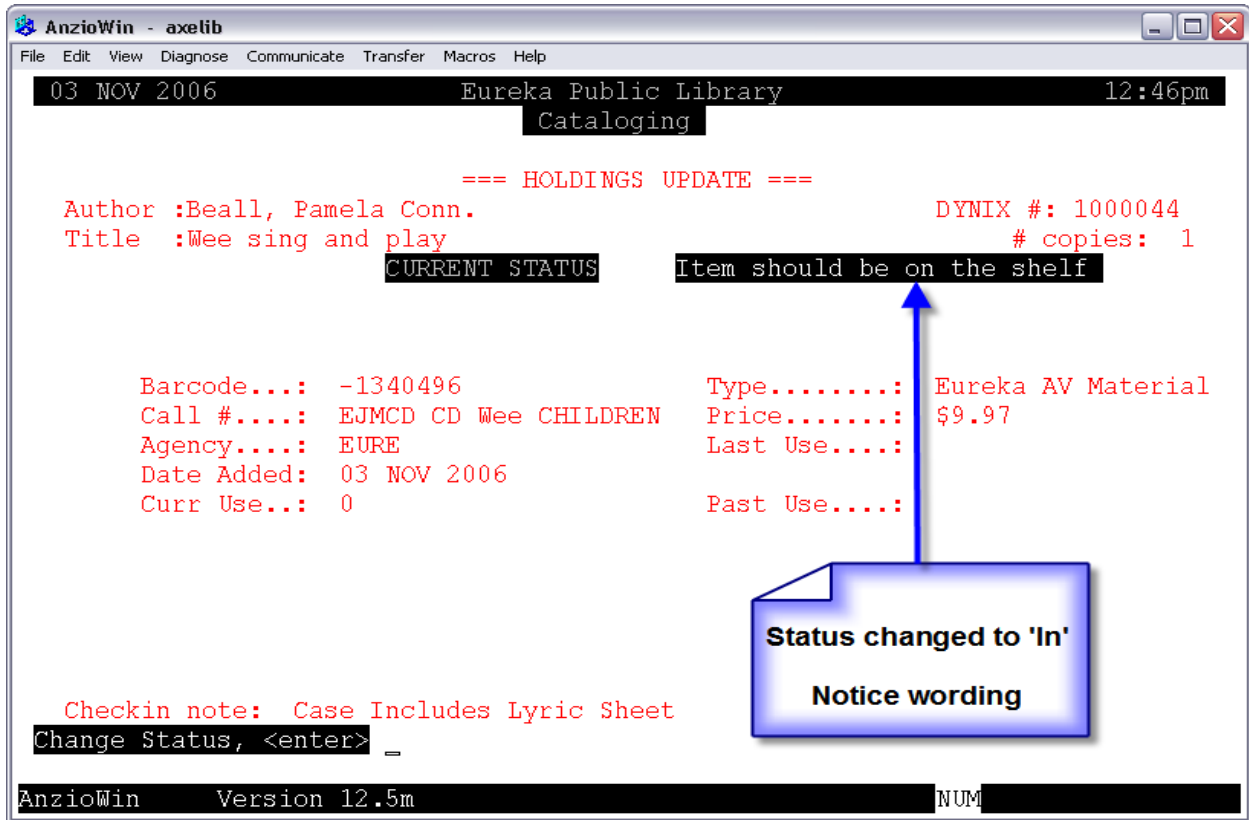 AnzioWin - axelib
File Edit View Diagnose Communicate Transfer Macros Help
03 NOV 2006 Eureka Public Library 12:46pm
Cataloging
=== HOLDINGS UPDATE ===
Author :Beall, Pamela Conn. DYNIX #: 1000044
Title :Wee sing and play # copies: 1
CURRENT STATUS Item should be on the shelf
Barcode...: -1340496 Type........: Eureka AV Material
Call #....: EJMCD CD Wee CHILDREN Price.......: $9.97
Agency....: EURE Last Use....:
Date Added: 03 NOV 2006
Curr Use..: 0 Past Use....:
Status changed to 'In'
Notice wording
Checkin note: Case Includes Lyric Sheet
Change Status, <enter> _
AnzioWin Version 12.5m NUM